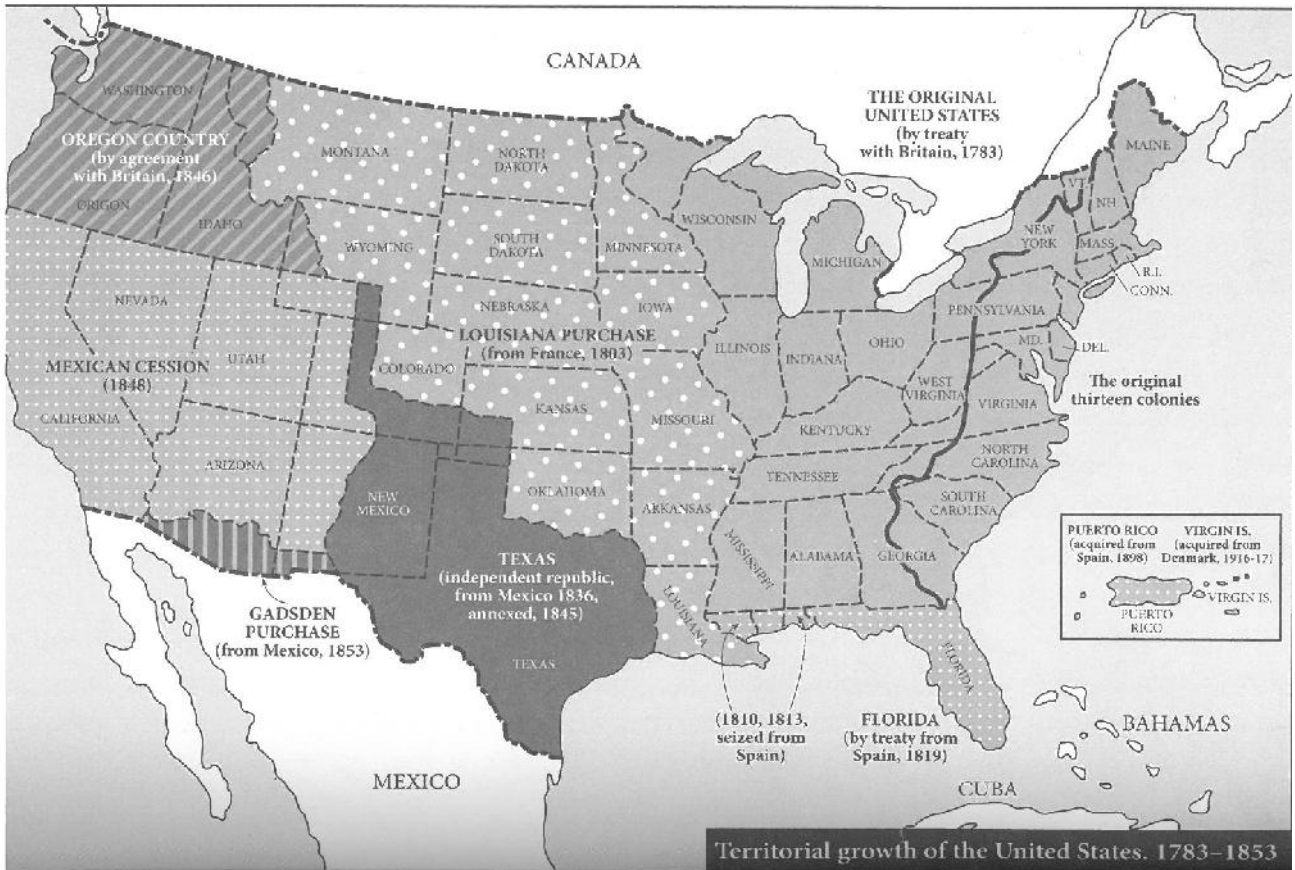 CANADA
THE ORIGINAL
UNITED STATES
(by treaty
with Britain, 1783)
WASHINGTON
OREGON COUNTRY
(by agreement
with Britain, 1846)
ORIGON
IDAHO
MONTANA
NORTH
DAKOTA
MAINE
VT.
NH
NEW
YORK
MASS.
R.I.
CONN.
WISCONSIN
MICHIGAN
MINNESOTA
SOUTH
DAKOTA
WYOMING
NEVADA
NEBRASKA
IOWA
PENNSYLVANIA
LOUISIANA PURCHASE
(from France, 1803)
ILLINOIS
INDIANA
OHIO
MD.
DEL.
UTAH
COLORADO
MEXICAN CESSION
(1848)
CALIFORNIA
KANSAS
MISSOURI
WEST
VIRGINIA
VIRGINIA
The original
thirteen colonies
KENTUCKY
ARIZONA
NEW
MEXICO
OKLAHOMA
ARKANSAS
TENNESSEE
NORTH
CAROLINA
SOUTH
CAROLINA
MISSISSIPPI
ALABAMA
GEORGIA
PUERTO RICO
(acquired from
Spain, 1898)
VIRGIN IS.
(acquired from
Denmark, 1916-17)
VIRGIN IS.
PUERTO
RICO
TEXAS
(independent republic,
from Mexico 1836,
annexed, 1845)
TEXAS
LOUISIANA
FLORIDA
GADSDEN
PURCHASE
(from Mexico, 1853)
(1810, 1813,
seized from
Spain)
FLORIDA
(by treaty from
Spain, 1819)
BAHAMAS
MEXICO
CUBA
Territorial growth of the United States. 1783–1853